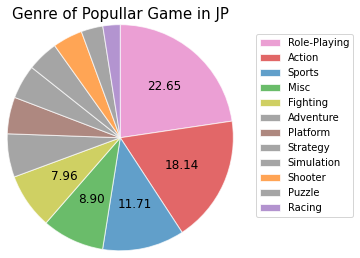 Genre of Popullar Game in JP
22.65
18.14
11.71
8.90
7.96
Role-Playing
Action
Sports
Misc
Fighting
Adventure
Platform
Strategy
Simulation
Shooter
Puzzle
Racing